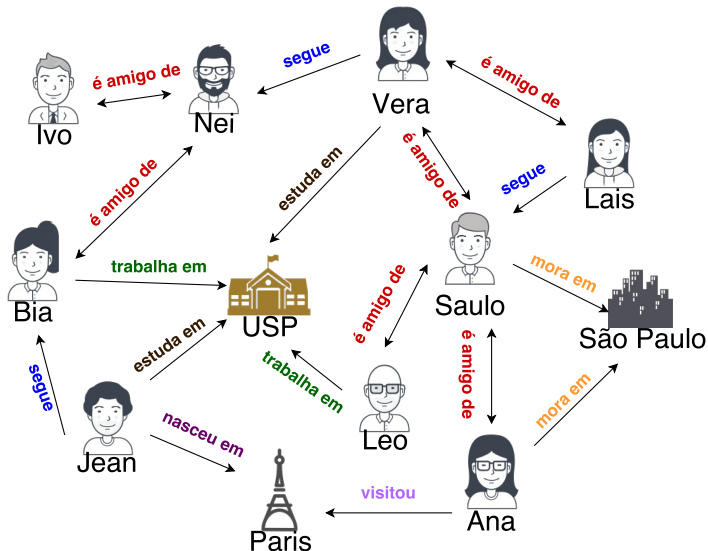 segue
Vera
é amigo de
Ivo
Nei
é amigo de
é amigo de
estuda em
é amigo de
segue
Lais
Bia
trabalha em
USP
é amigo de
Saulo
mora em
São Paulo
estuda em
segue
trabalha em
é amigo de
mora em
Jean
nasceu em
Leo
Paris
visitou
Ana